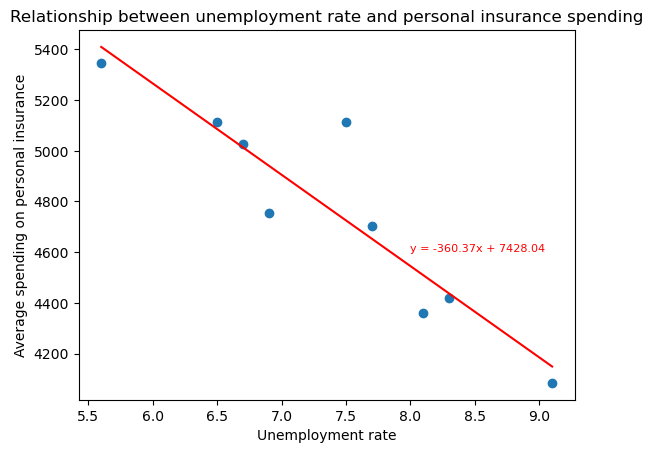 Relationship between unemployment rate and personal insurance spending
5400
5200
5000
4800
4600
4400
4200
Average spending on personal insurance
y = -360.37x + 7428.04
5.5 6.0 6.5 7.0 7.5 8.0 8.5 9.0
Unemployment rate